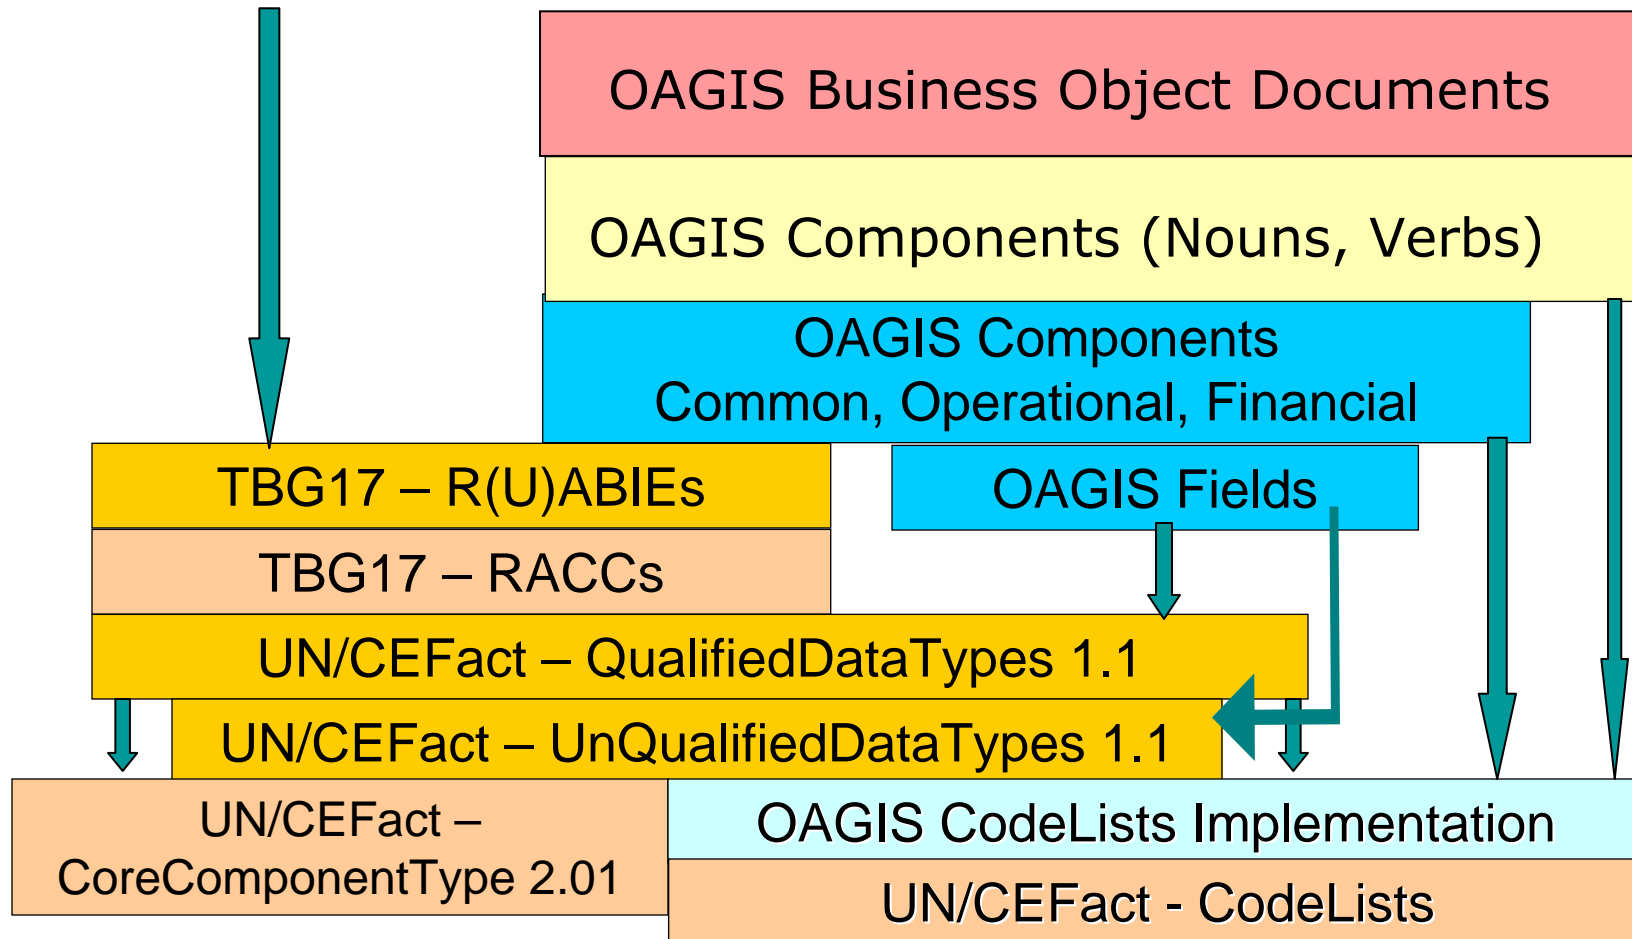 OAGIS Business Object Documents
OAGIS Components (Nouns, Verbs)
OAGIS Components
Common, Operational, Financial
TBG17 – R(U)ABIEs
OAGIS Fields
TBG17 – RACCs
UN/CEFact – QualifiedDataTypes 1.1
UN/CEFact – UnQualifiedDataTypes 1.1
UN/CEFact –
CoreComponentType 2.01
OAGIS CodeLists Implementation
UN/CEFact - CodeLists